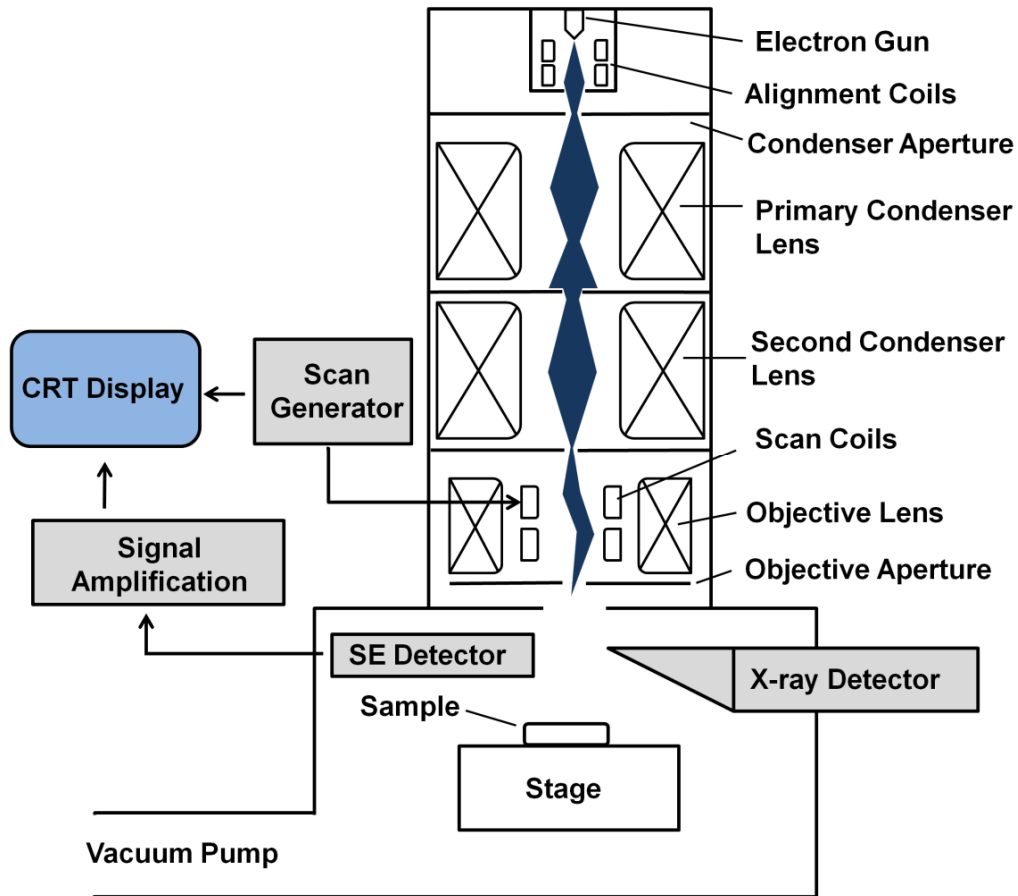 Electron Gun
Alignment Coils
Condenser Aperture
Primary Condenser
Lens
Second Condenser
Lens
Scan Coils
Objective Lens
Objective Aperture
CRT Display
Scan
Generator
Signal
Amplification
SE Detector
X-ray Detector
Sample
Stage
Vacuum Pump